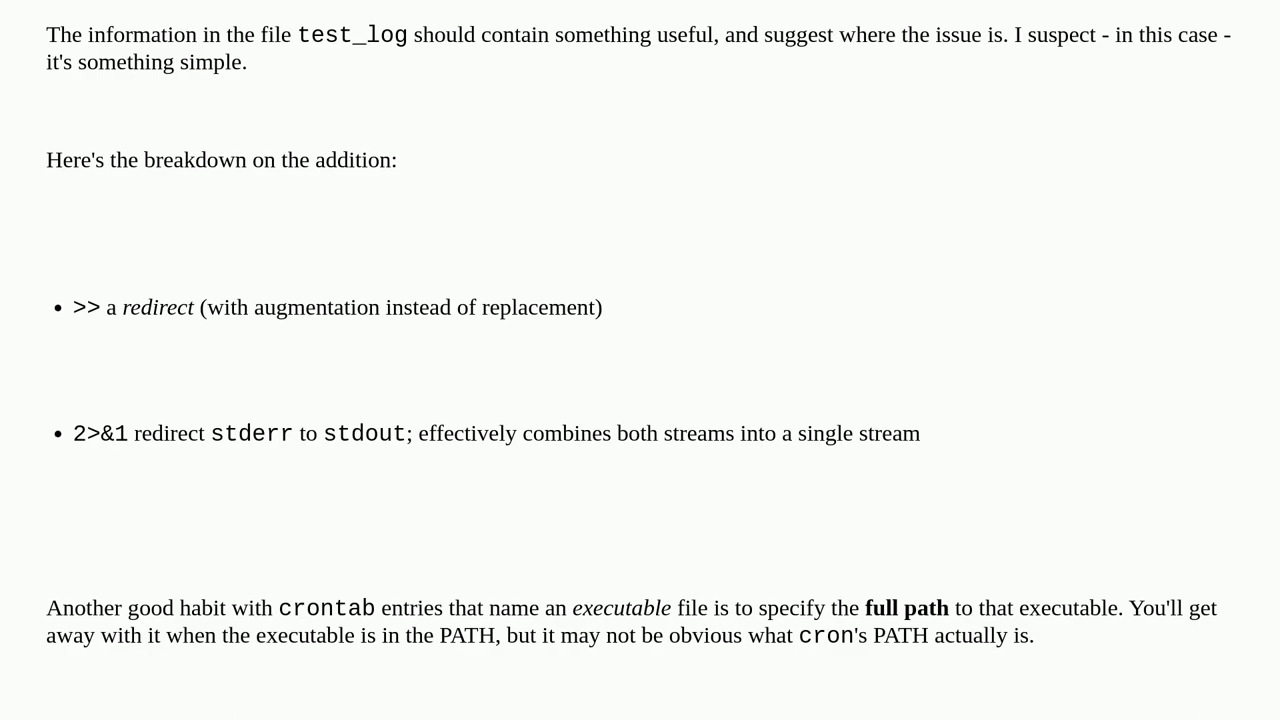 The information in the file test_log should contain something useful, and suggest where the issue is. I suspect - in this case -
it's something simple.
Here's the breakdown on the addition:
• >> a redirect (with augmentation instead of replacement)
• 2>&1 redirect stderr to stdout; effectively combines both streams into a single stream
Another good habit with crontab entries that name an executable file is to specify the full path to that executable. You'll get
away with it when the executable is in the PATH, but it may not be obvious what cron's PATH actually is.